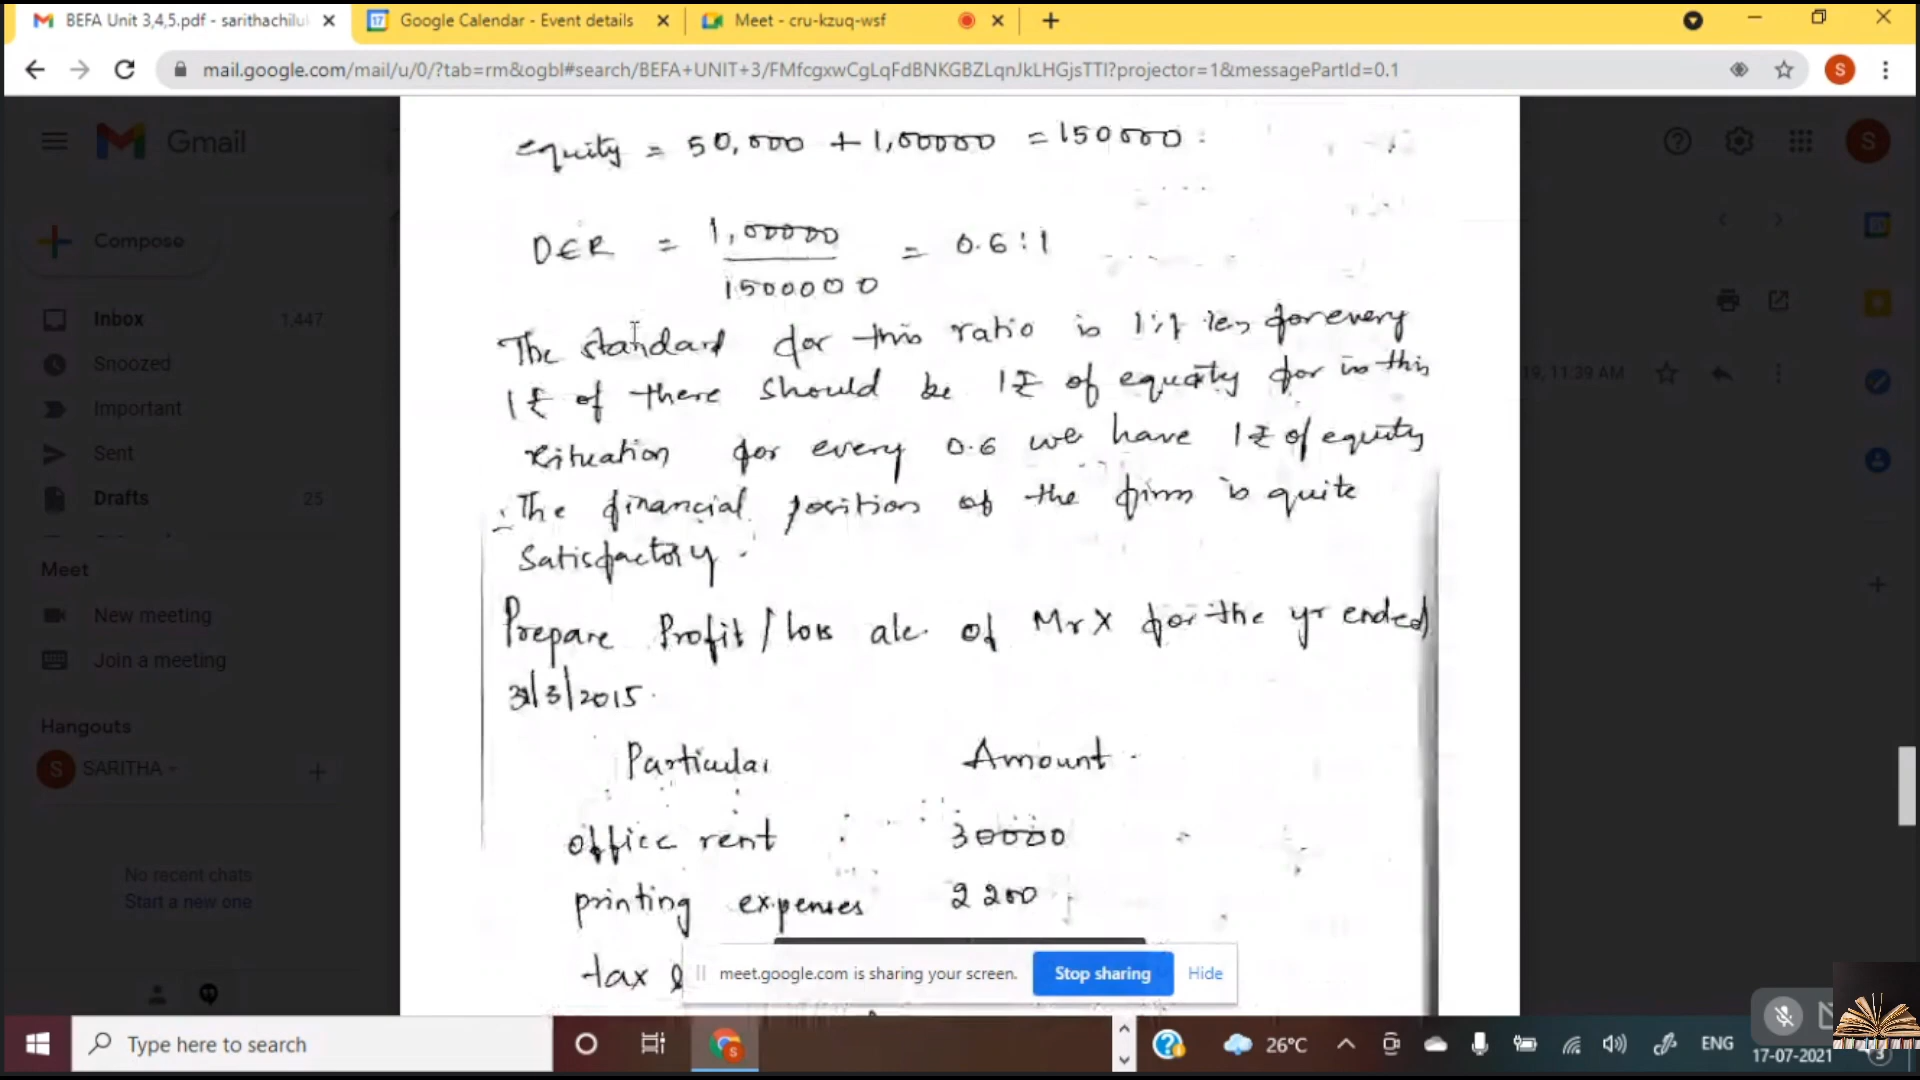 BEFA Unit 3,4,5.pdf - sarithachiluk
Google Calendar - Event details
Meet - cru-kzuq-wsf
mail.google.com/mail/u/0/?tab=rm&ogbl#search/BEFA+UNIT+3/FMfcgxwCgLqFdBNKGBZLqnJkLHGjsTTI?projector=1&messagePartId=0.1
S
Gmail
S
Compose
Inbox 1,447
Snoozed
Important
Sent
Drafts 25
Meet
New meeting
Join a meeting
Hangouts
S SARITHA
No recent chats
Start a new one
19, 11:39 AM
equity = 50,000 + 1,00000 = 150000
DER = 1,00000 / 1500000 = 0.6:1
The standard for this ratio is 1:1 for every
1₹ of there should be 1₹ of equity for in this
situation for every 0.6 we have 1₹ of equity
∴ The financial position of the firm is quite
satisfactory.
Prepare Profit/loss a/c of Mr X for the yr ended
31/3/2015.
Particular Amount
office rent 30000
printing expenses 2200
tax
meet.google.com is sharing your screen. Stop sharing Hide
Type here to search
26°C
ENG
17-07-2021
3